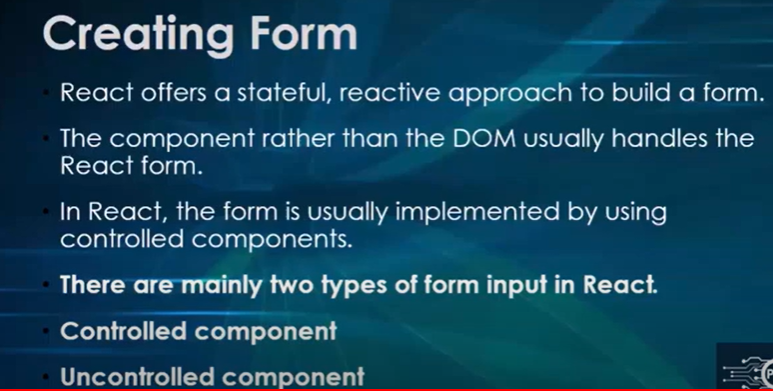 Creating Form
React offers a stateful, reactive approach to build a form.
The component rather than the DOM usually handles the
React form.
In React, the form is usually implemented by using
controlled components.
There are mainly two types of form input in React.
Controlled component
Uncontrolled component